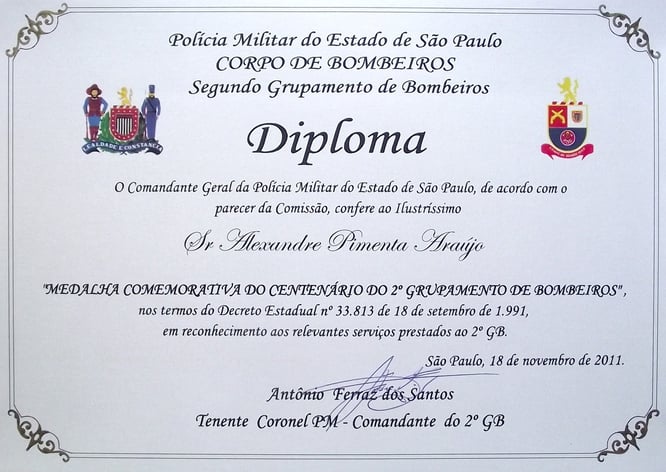 Polícia Militar do Estado de São Paulo
CORPO DE BOMBEIROS
Segundo Grupamento de Bombeiros
Diploma
LEALDADE E CONSTANCIA
O Comandante Geral da Polícia Militar do Estado de São Paulo, de acordo com o
parecer da Comissão, confere ao Ilustríssimo
Sr Alexandre Pimenta Araújo
"MEDALHA COMEMORATIVA DO CENTENÁRIO DO 2º GRUPAMENTO DE BOMBEIROS",
nos termos do Decreto Estadual nº 33.813 de 18 de setembro de 1.991,
em reconhecimento aos relevantes serviços prestados ao 2º GB.
São Paulo, 18 de novembro de 2011.
Antônio Ferraz dos Santos
Tenente Coronel PM - Comandante do 2º GB